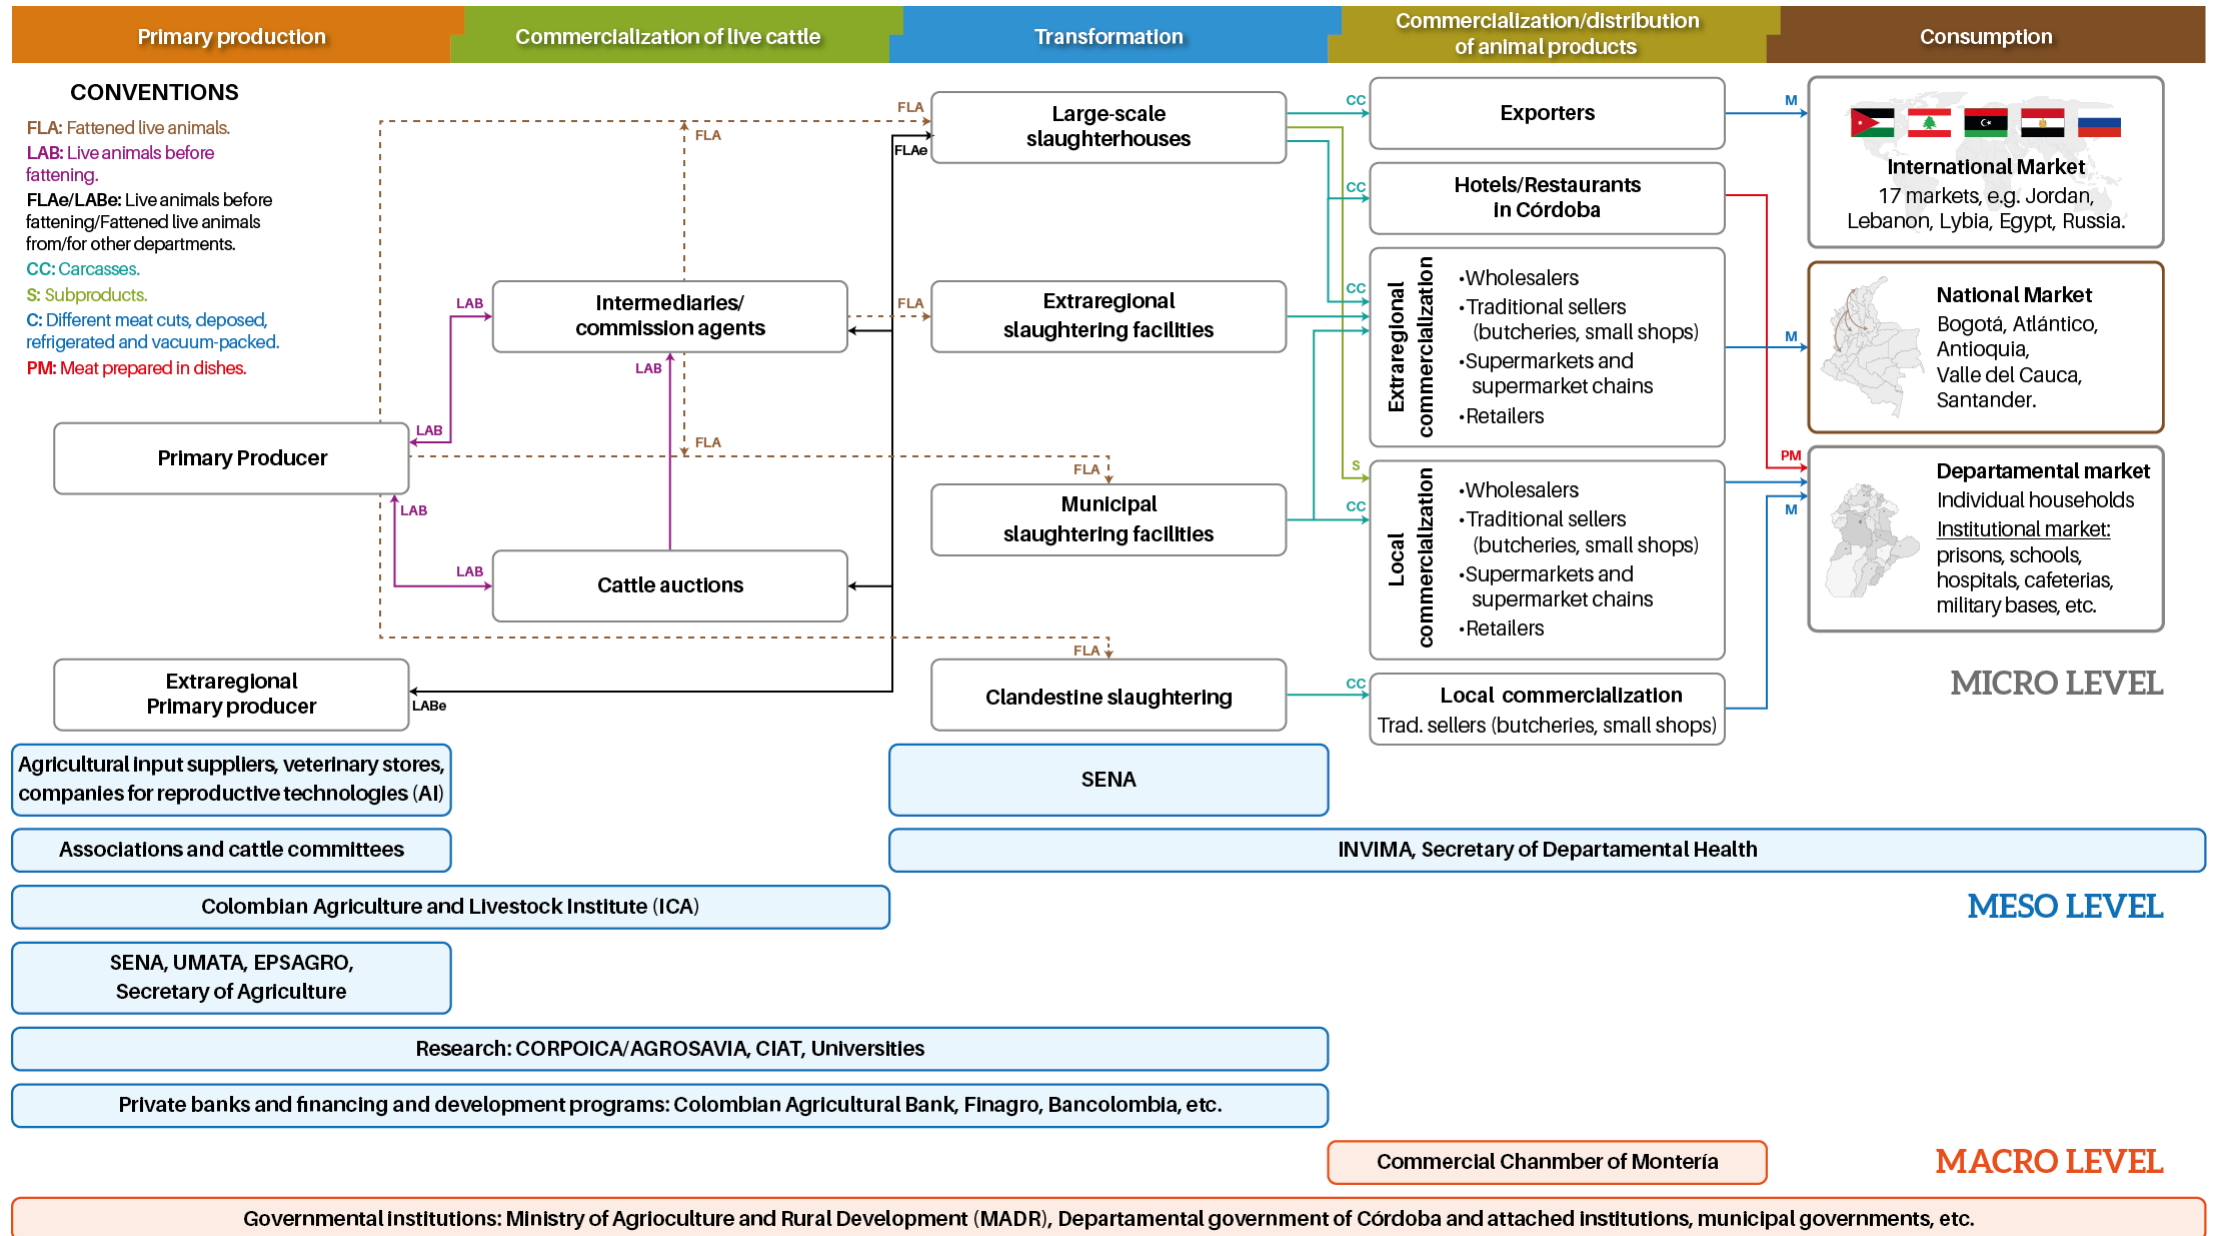 Primary production
Commercialization of live cattle
Transformation
Commercialization/distribution
of animal products
Consumption
CONVENTIONS
FLA: Fattened live animals.
LAB: Live animals before
fattening.
FLAe/LABe: Live animals before
fattening/Fattened live animals
from/for other departments.
CC: Carcasses.
S: Subproducts.
C: Different meat cuts, deposed,
refrigerated and vacuum-packed.
PM: Meat prepared in dishes.
Primary Producer
Extraregional
Primary producer
LAB
LAB
LAB
LAB
LABe
Intermediaries/
commission agents
LAB
Cattle auctions
FLA
FLA
FLA
FLAe
FLA
FLA
FLA
Large-scale
slaughterhouses
Extraregional
slaughtering facilities
Municipal
slaughtering facilities
Clandestine slaughtering
CC
CC
CC
S
CC
CC
Exporters
Hotels/Restaurants
in Córdoba
Extraregional
commercialization
•Wholesalers
•Traditional sellers
(butcheries, small shops)
•Supermarkets and
supermarket chains
•Retailers
Local
commercialization
•Wholesalers
•Traditional sellers
(butcheries, small shops)
•Supermarkets and
supermarket chains
•Retailers
Local commercialization
Trad. sellers (butcheries, small shops)
M
M
PM
M
International Market
17 markets, e.g. Jordan,
Lebanon, Lybia, Egypt, Russia.
National Market
Bogotá, Atlántico,
Antioquia,
Valle del Cauca,
Santander.
Departamental market
Individual households
Institutional market:
prisons, schools,
hospitals, cafeterias,
military bases, etc.
MICRO LEVEL
Agricultural input suppliers, veterinary stores,
companies for reproductive technologies (AI)
SENA
Associations and cattle committees
INVIMA, Secretary of Departamental Health
Colombian Agriculture and Livestock Institute (ICA)
MESO LEVEL
SENA, UMATA, EPSAGRO,
Secretary of Agriculture
Research: CORPOICA/AGROSAVIA, CIAT, Universities
Private banks and financing and development programs: Colombian Agricultural Bank, Finagro, Bancolombia, etc.
Commercial Chanmber of Montería
MACRO LEVEL
Governmental institutions: Ministry of Agrioculture and Rural Development (MADR), Departamental government of Córdoba and attached institutions, municipal governments, etc.